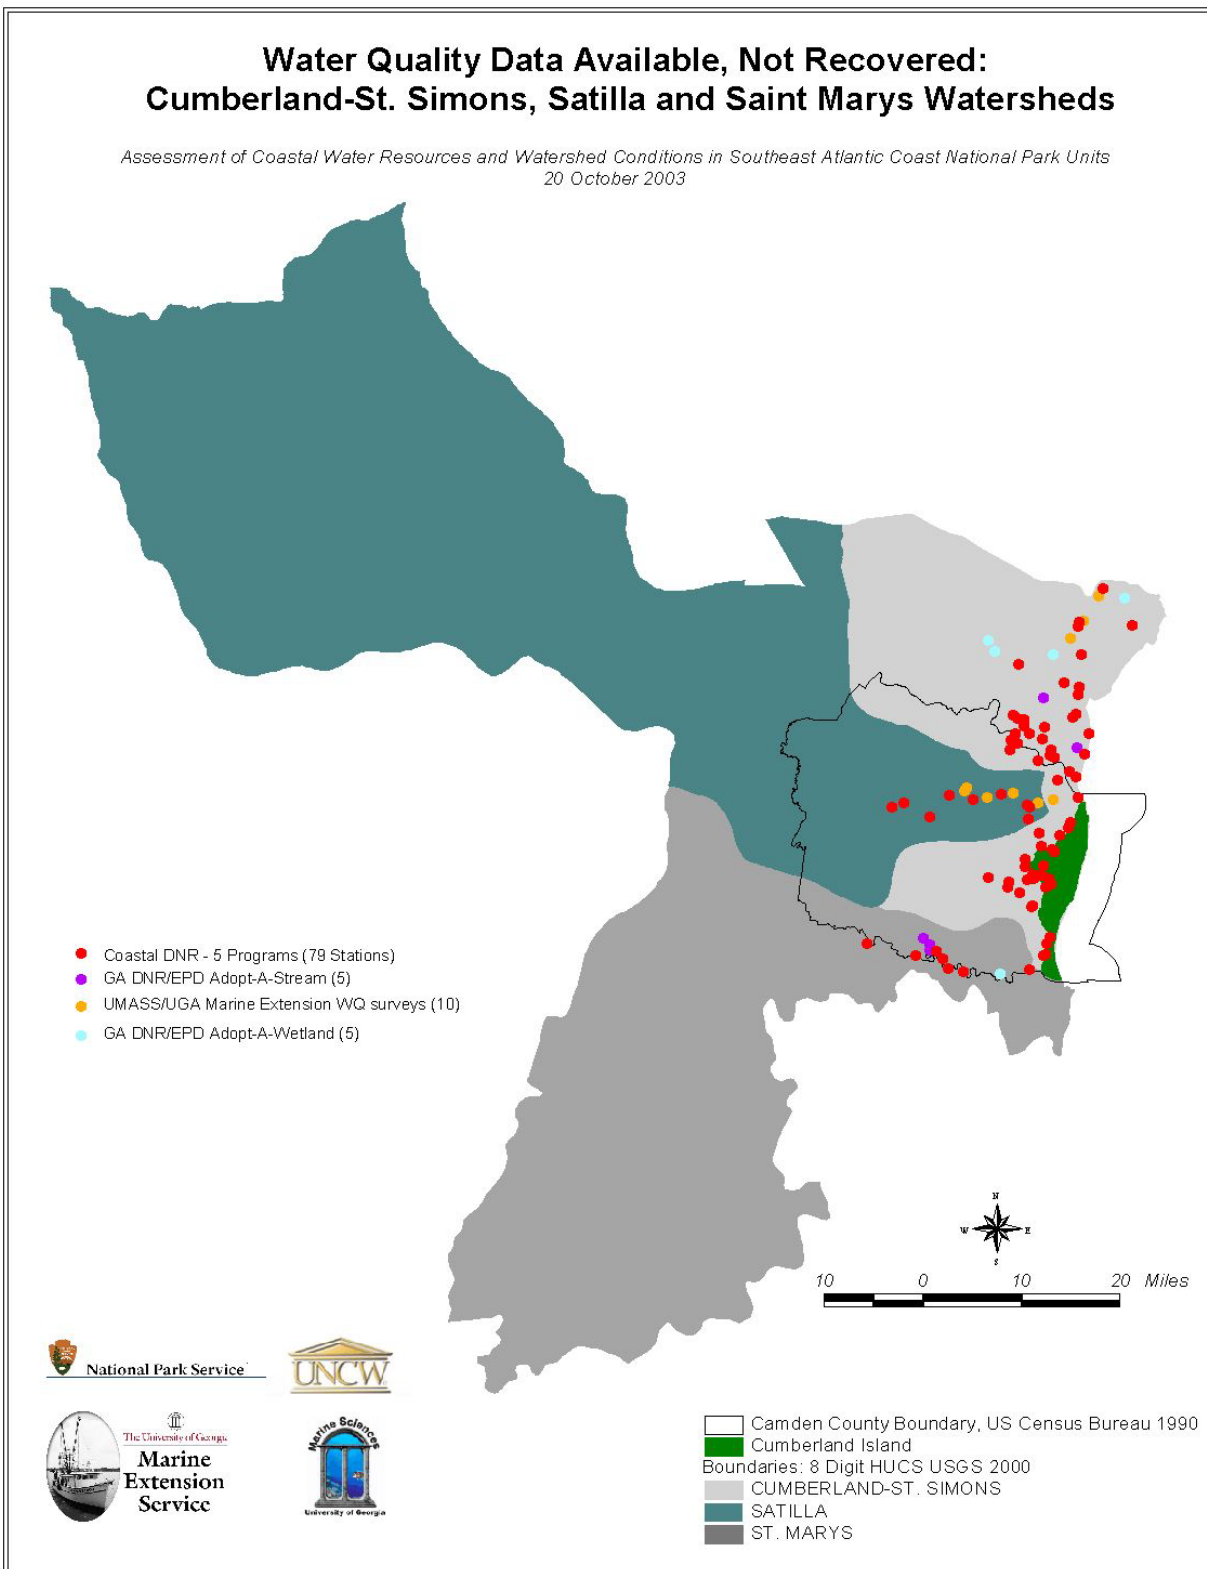 Water Quality Data Available, Not Recovered:
Cumberland-St. Simons, Satilla and Saint Marys Watersheds
Assessment of Coastal Water Resources and Watershed Conditions in Southeast Atlantic Coast National Park Units
20 October 2003
Coastal DNR - 5 Programs (79 Stations)
GA DNR/EPD Adopt-A-Stream (5)
UMASS/UGA Marine Extension WQ surveys (10)
GA DNR/EPD Adopt-A-Wetland (5)
N
W E
S
10 0 10 20 Miles
National Park Service
UNCW
The University of Georgia
Marine
Extension
Service
Marine Sciences
University of Georgia
Camden County Boundary, US Census Bureau 1990
Cumberland Island
Boundaries: 8 Digit HUCS USGS 2000
CUMBERLAND-ST. SIMONS
SATILLA
ST. MARYS